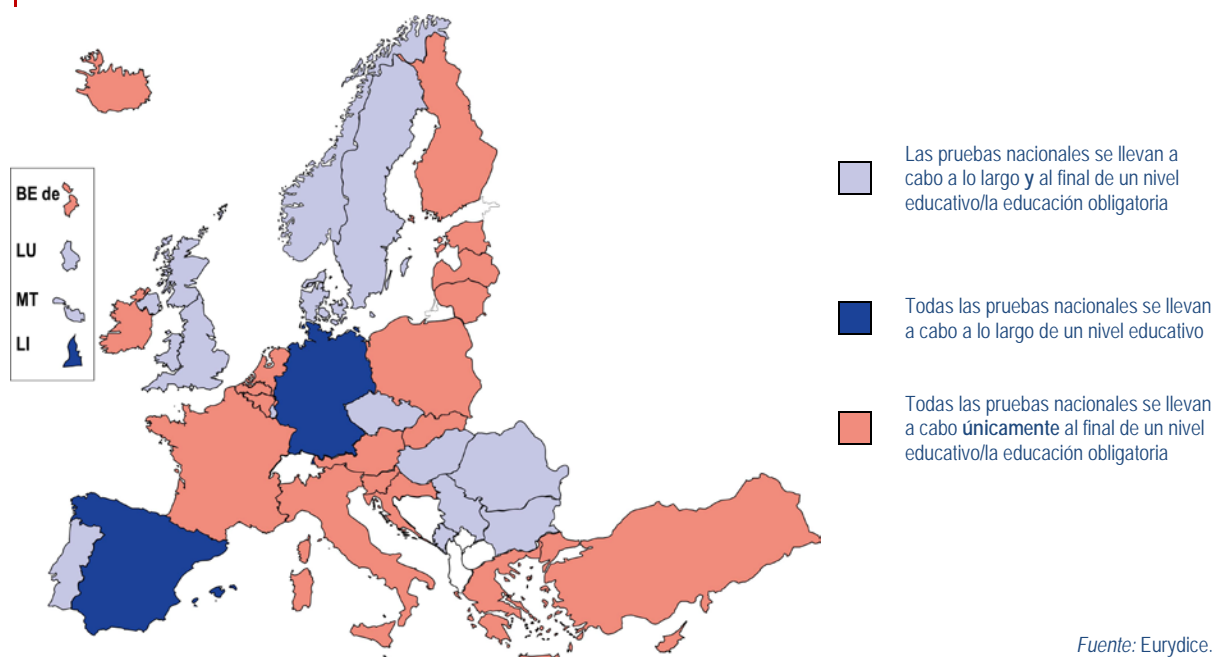 BE de
LU
MT
LI
Las pruebas nacionales se llevan a
cabo a lo largo y al final de un nivel
educativo/la educación obligatoria
Todas las pruebas nacionales se llevan
a cabo a lo largo de un nivel educativo
Todas las pruebas nacionales se llevan
a cabo únicamente al final de un nivel
educativo/la educación obligatoria
Fuente: Eurydice.